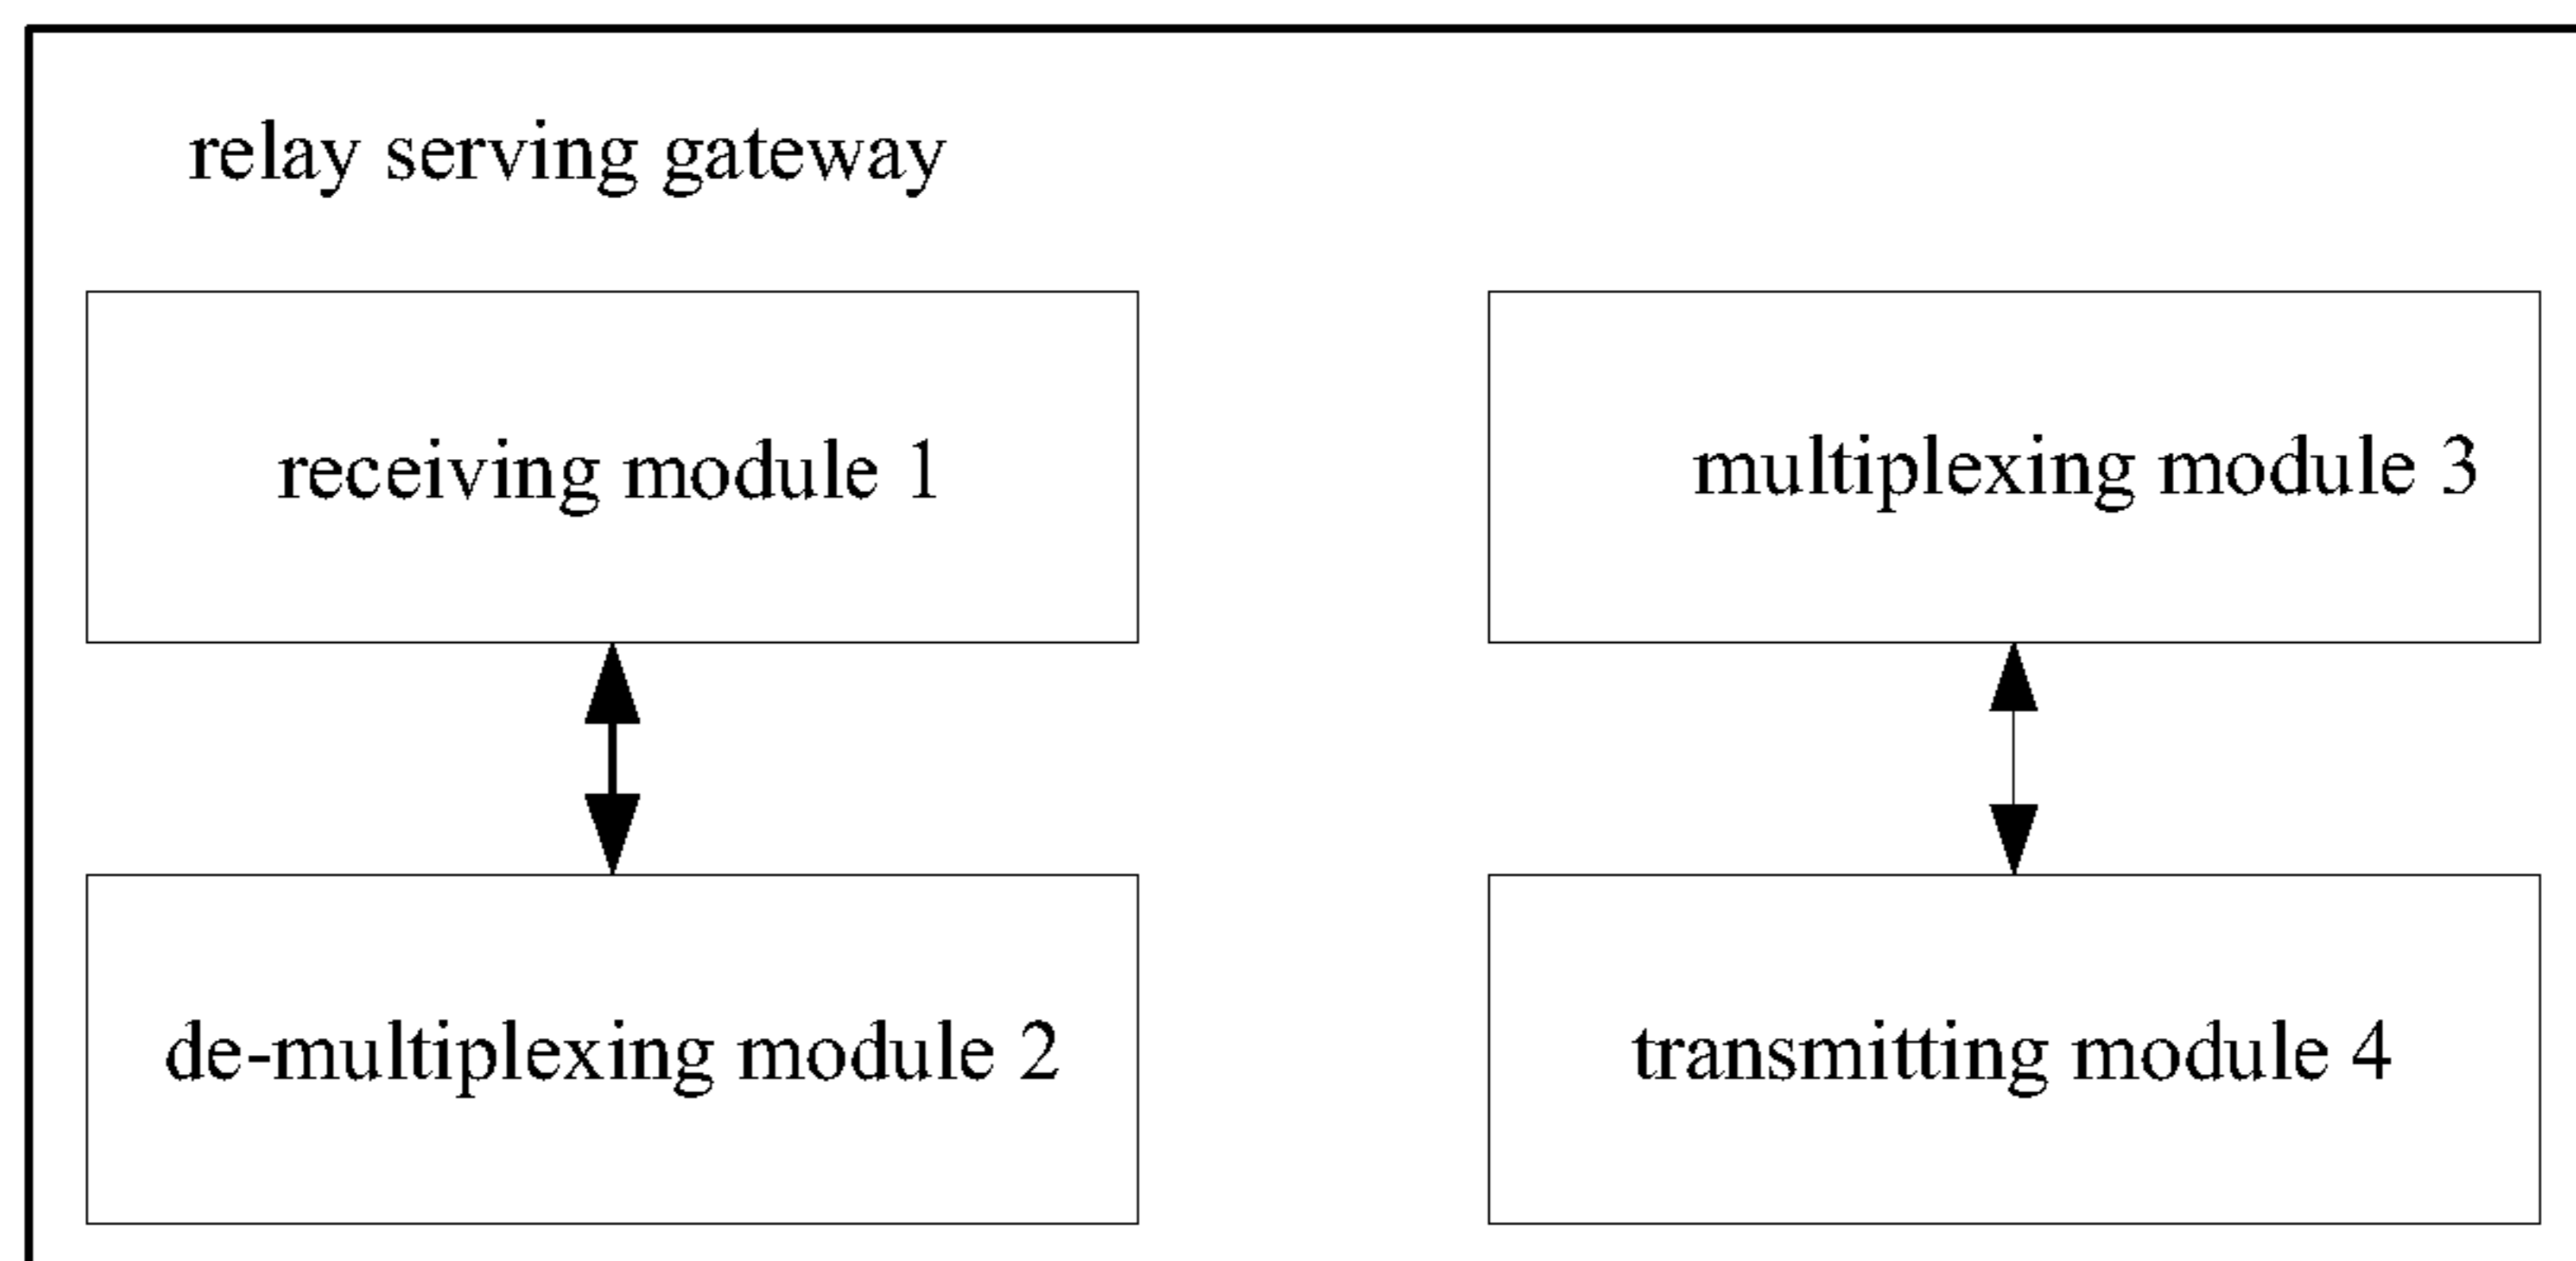 relay serving gateway
receiving module 1
multiplexing module 3
de-multiplexing module 2
transmitting module 4